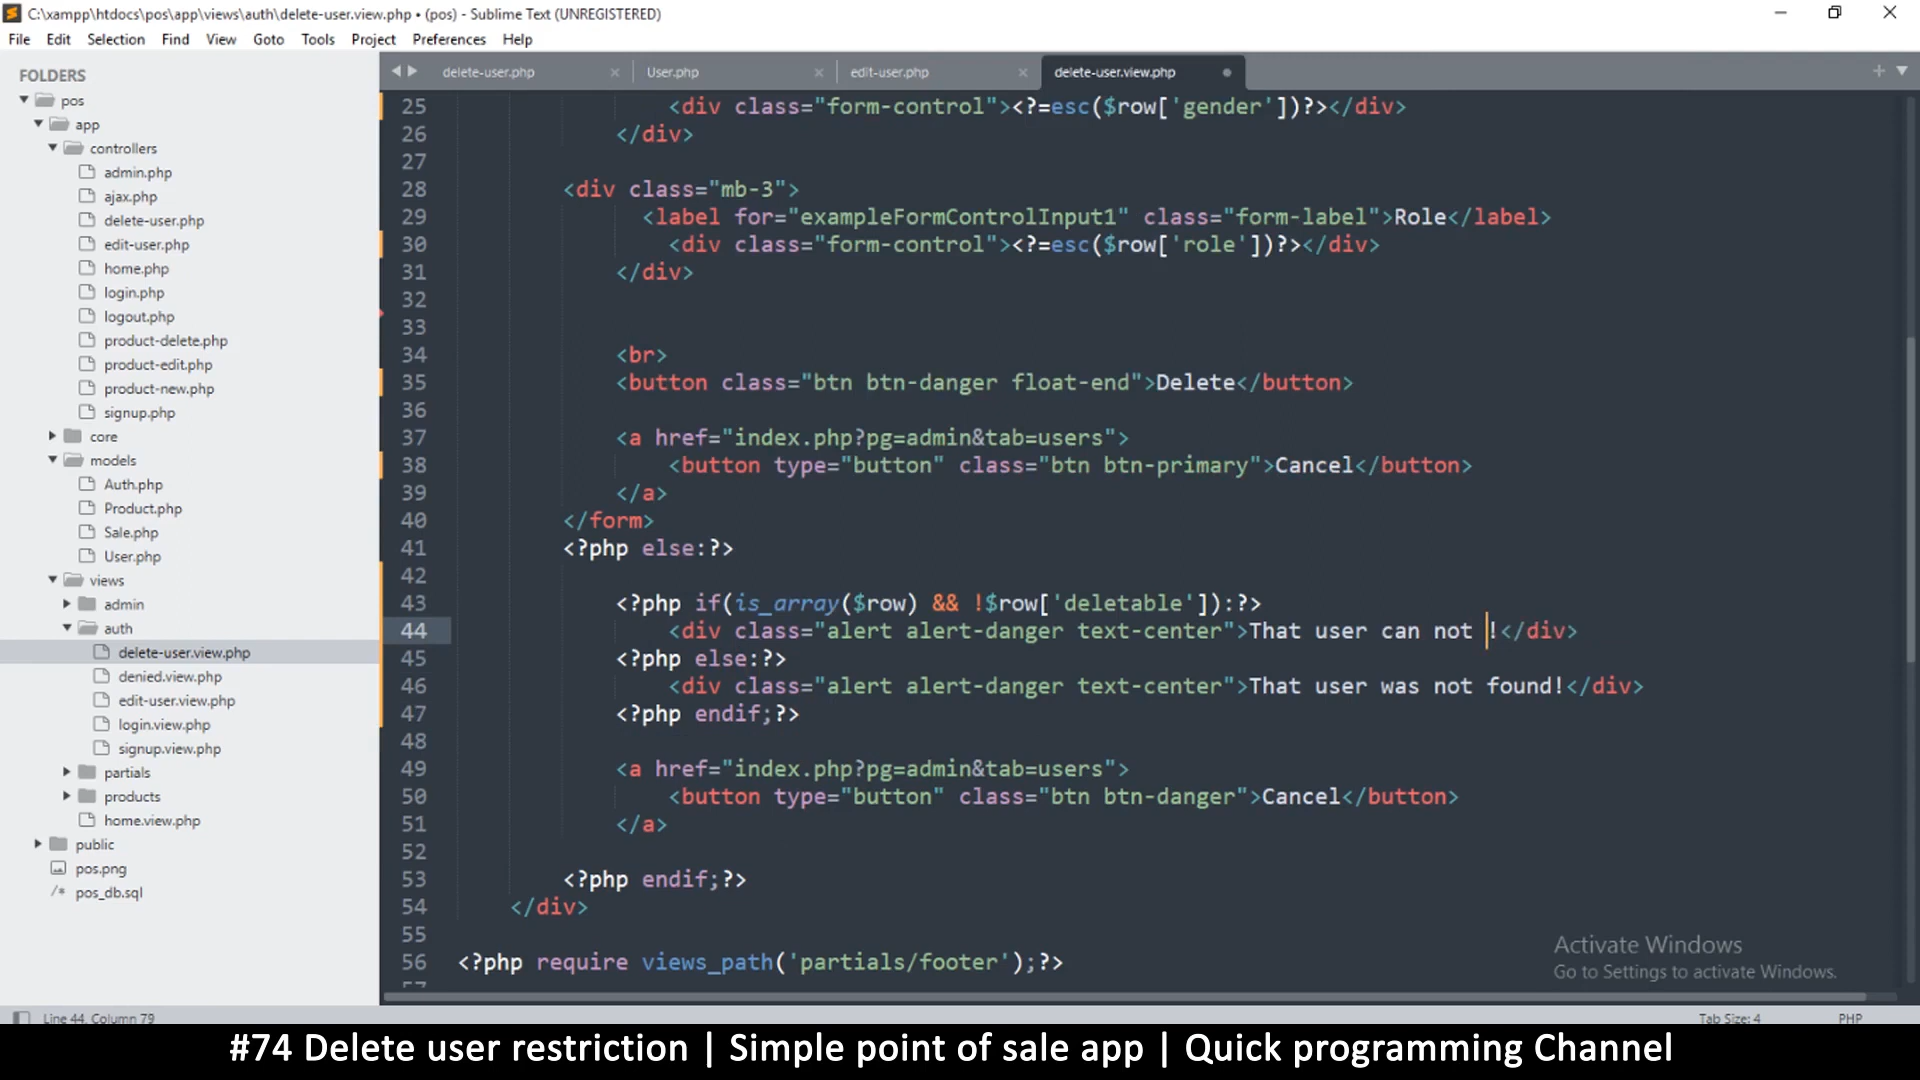 C:\xampp\htdocs\pos\app\views\auth\delete-user.view.php • (pos) - Sublime Text (UNREGISTERED)
File Edit Selection Find View Goto Tools Project Preferences Help
FOLDERS
pos
app
controllers
admin.php
ajax.php
delete-user.php
edit-user.php
home.php
login.php
logout.php
product-delete.php
product-edit.php
product-new.php
signup.php
core
models
Auth.php
Product.php
Sale.php
User.php
views
admin
auth
delete-user.view.php
denied.view.php
edit-user.view.php
login.view.php
signup.view.php
partials
products
home.view.php
public
pos.png
pos_db.sql
delete-user.php User.php edit-user.php delete-user.view.php
25 <div class="form-control"><?=esc($row['gender'])?></div>
26 </div>
27
28 <div class="mb-3">
29 <label for="exampleFormControlInput1" class="form-label">Role</label>
30 <div class="form-control"><?=esc($row['role'])?></div>
31 </div>
32
33
34 <br>
35 <button class="btn btn-danger float-end">Delete</button>
36
37 <a href="index.php?pg=admin&tab=users">
38 <button type="button" class="btn btn-primary">Cancel</button>
39 </a>
40 </form>
41 <?php else:?>
42
43 <?php if(is_array($row) && !$row['deletable']):?>
44 <div class="alert alert-danger text-center">That user can not !</div>
45 <?php else:?>
46 <div class="alert alert-danger text-center">That user was not found!</div>
47 <?php endif;?>
48
49 <a href="index.php?pg=admin&tab=users">
50 <button type="button" class="btn btn-danger">Cancel</button>
51 </a>
52
53 <?php endif;?>
54 </div>
55
56 <?php require views_path('partials/footer');?>
57
Activate Windows
Go to Settings to activate Windows.
Line 44, Column 79 Tab Size: 4 PHP
#74 Delete user restriction | Simple point of sale app | Quick programming Channel